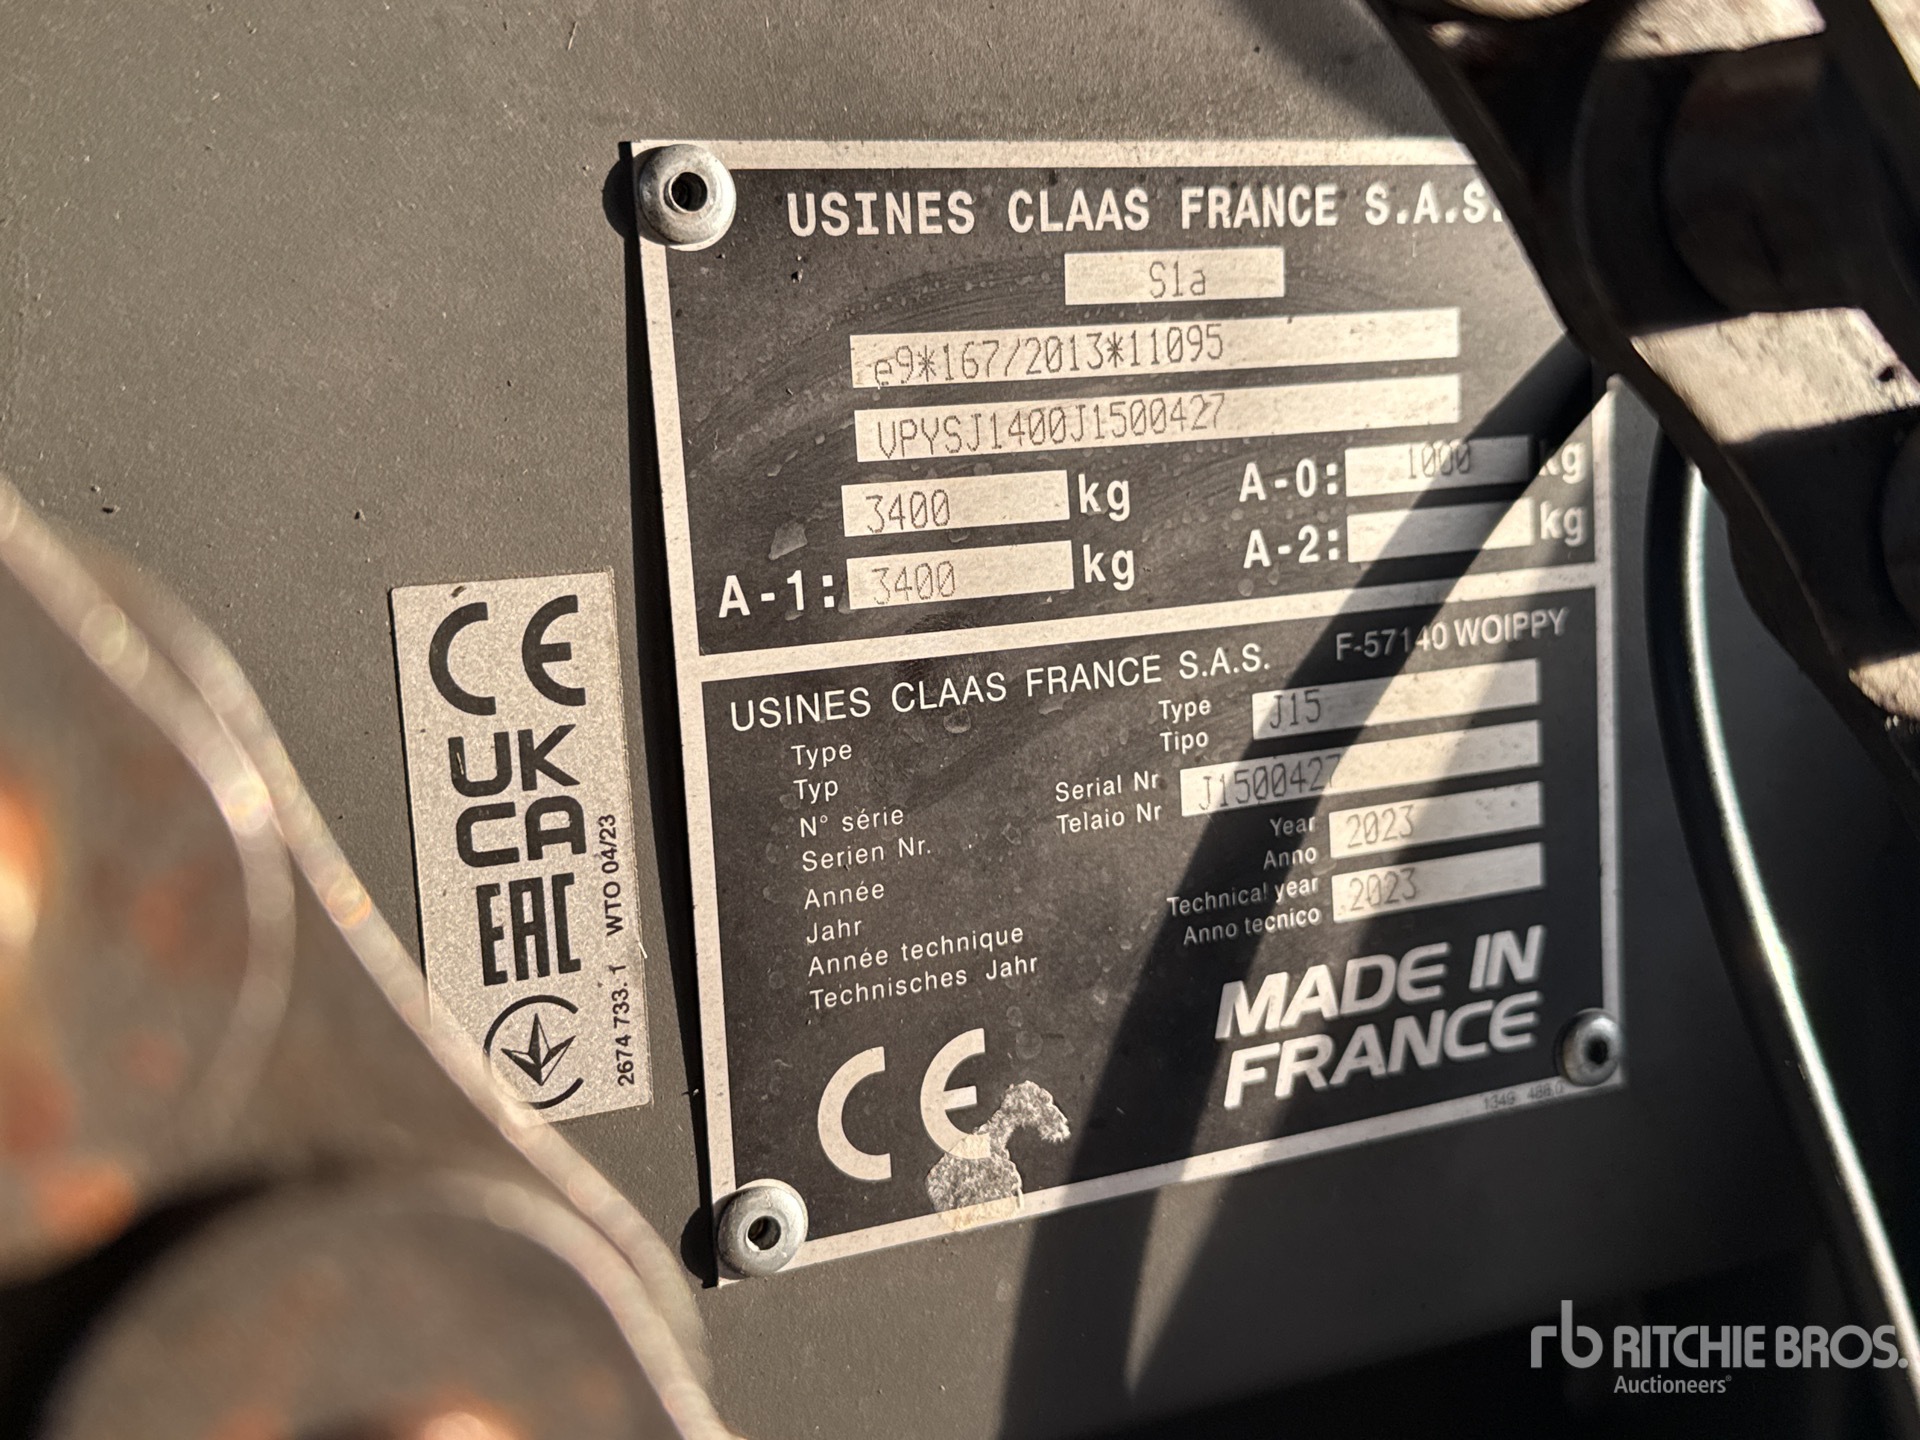 USINES CLAAS FRANCE S.A.S.
S1a
e9*167/2013*11095
VPYSJ1400J1500427
3400 kg A-0: 1000 kg
A-1: 3400 kg A-2: kg
USINES CLAAS FRANCE S.A.S. F-57140 WOIPPY
Type Type J15
Typ Tipo
N° série Serial Nr J1500427
Serien Nr. Telaio Nr
Année Year 2023
Jahr Anno
Année technique Technical year 2023
Technisches Jahr Anno tecnico
MADE IN
FRANCE
CE
CE
UK
CA
EAC
WTO 04/23
2674 733. 1
rb RITCHIE BROS.
Auctioneers